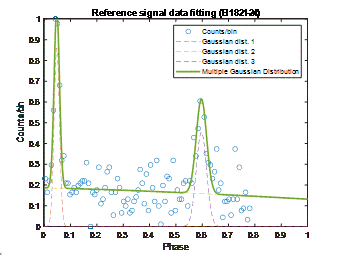 Reference signal data fitting (B1821-24)
Counts/bin
Gaussian dist. 1
Gaussian dist. 2
Gaussian dist. 3
Multiple Gaussian Distribution
Counts/bin
1
0.9
0.8
0.7
0.6
0.5
0.4
0.3
0.2
0.1
0
0 0.1 0.2 0.3 0.4 0.5 0.6 0.7 0.8 0.9 1
Phase